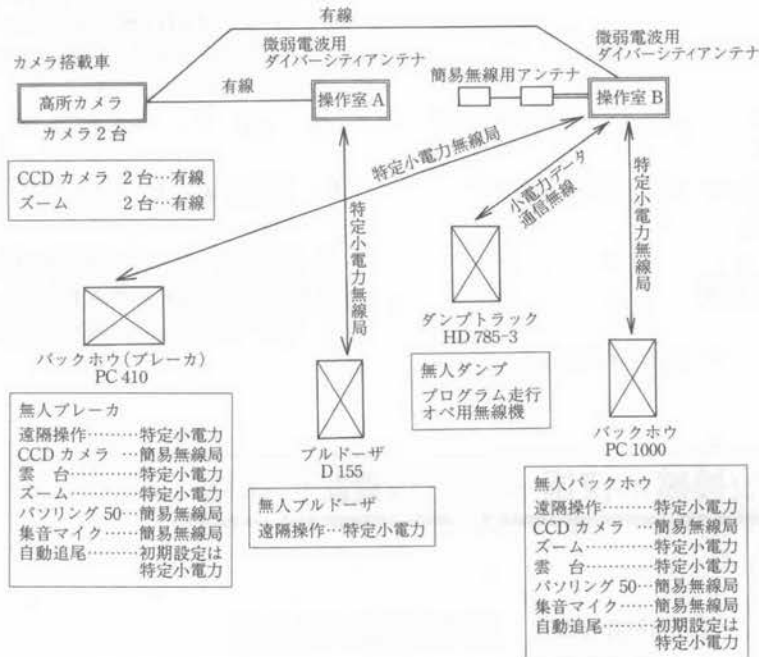 有線
微弱電波用
ダイバーシティアンテナ
微弱電波用
ダイバーシティアンテナ
カメラ搭載車
簡易無線用アンテナ
有線
高所カメラ
操作室 A
操作室 B
カメラ 2 台
CCD カメラ 2 台…有線
ズーム 2 台…有線
特定小電力無線局
特定小電力無線局
小電力データ
通信無線
特定小電力無線局
バックホウ(ブレーカ)
PC 410
無人ブレーカ
遠隔操作………特定小電力
CCD カメラ …簡易無線局
雲 台…………特定小電力
ズーム…………特定小電力
パソリング 50…簡易無線局
集音マイク……簡易無線局
自動追尾………初期設定は
特定小電力
ブルドーザ
D 155
無人ブルドーザ
遠隔操作…特定小電力
ダンプトラック
HD 785-3
無人ダンプ
プログラム走行
オペ用無線機
バックホウ
PC 1000
無人バックホウ
遠隔操作………特定小電力
CCD カメラ …簡易無線局
ズーム…………特定小電力
雲 台…………特定小電力
パソリング 50…簡易無線局
集音マイク……簡易無線局
自動追尾………初期設定は
特定小電力